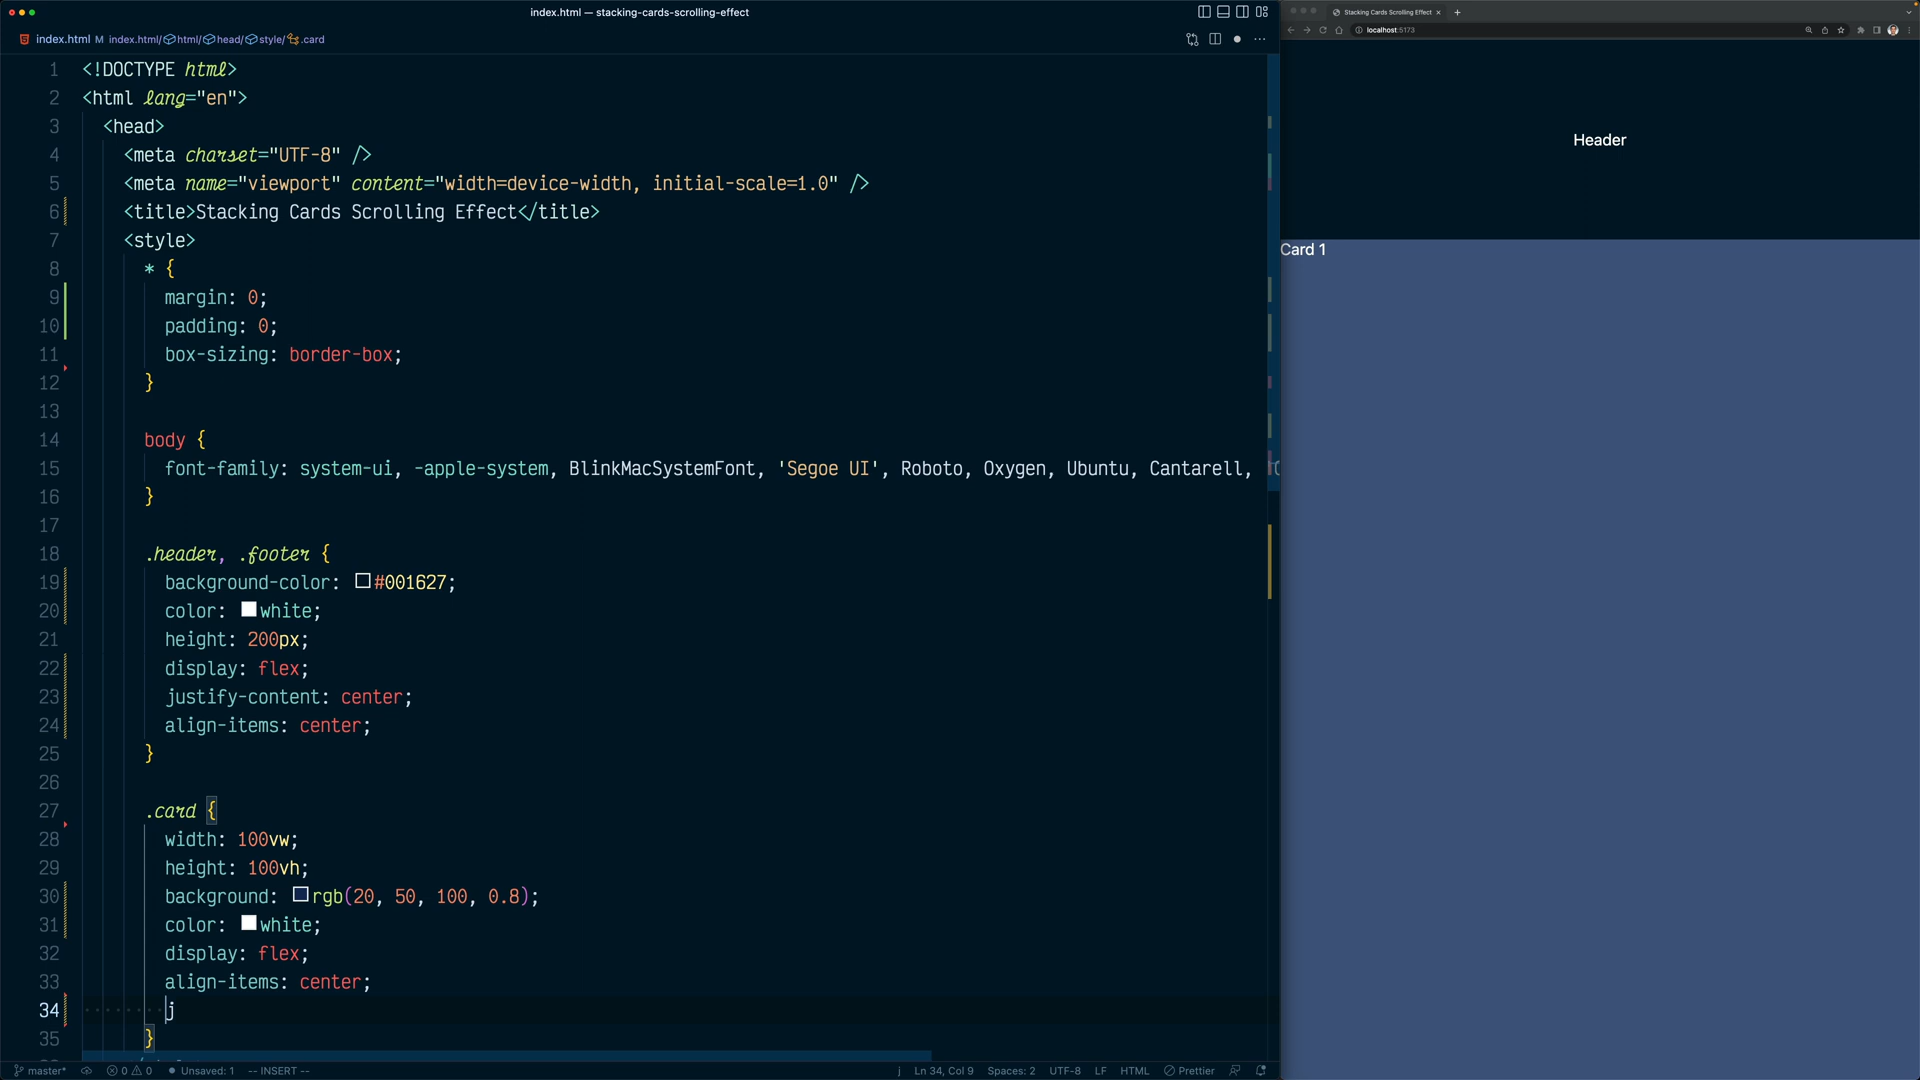 index.html — stacking-cards-scrolling-effect
index.html M index.html/html/head/style/.card
1 <!DOCTYPE html>
2 <html lang="en">
3 <head>
4 <meta charset="UTF-8" />
5 <meta name="viewport" content="width=device-width, initial-scale=1.0" />
6 <title>Stacking Cards Scrolling Effect</title>
7 <style>
8 * {
9 margin: 0;
10 padding: 0;
11 box-sizing: border-box;
12 }
13
14 body {
15 font-family: system-ui, -apple-system, BlinkMacSystemFont, 'Segoe UI', Roboto, Oxygen, Ubuntu, Cantarell,
16 }
17
18 .header, .footer {
19 background-color: #001627;
20 color: white;
21 height: 200px;
22 display: flex;
23 justify-content: center;
24 align-items: center;
25 }
26
27 .card {
28 width: 100vw;
29 height: 100vh;
30 background: rgb(20, 50, 100, 0.8);
31 color: white;
32 display: flex;
33 align-items: center;
34 j
35 }
master* 0 0 Unsaved: 1 -- INSERT -- j Ln 34, Col 9 Spaces: 2 UTF-8 LF HTML Prettier
Stacking Cards Scrolling Effect
localhost:5173
Header
Card 1